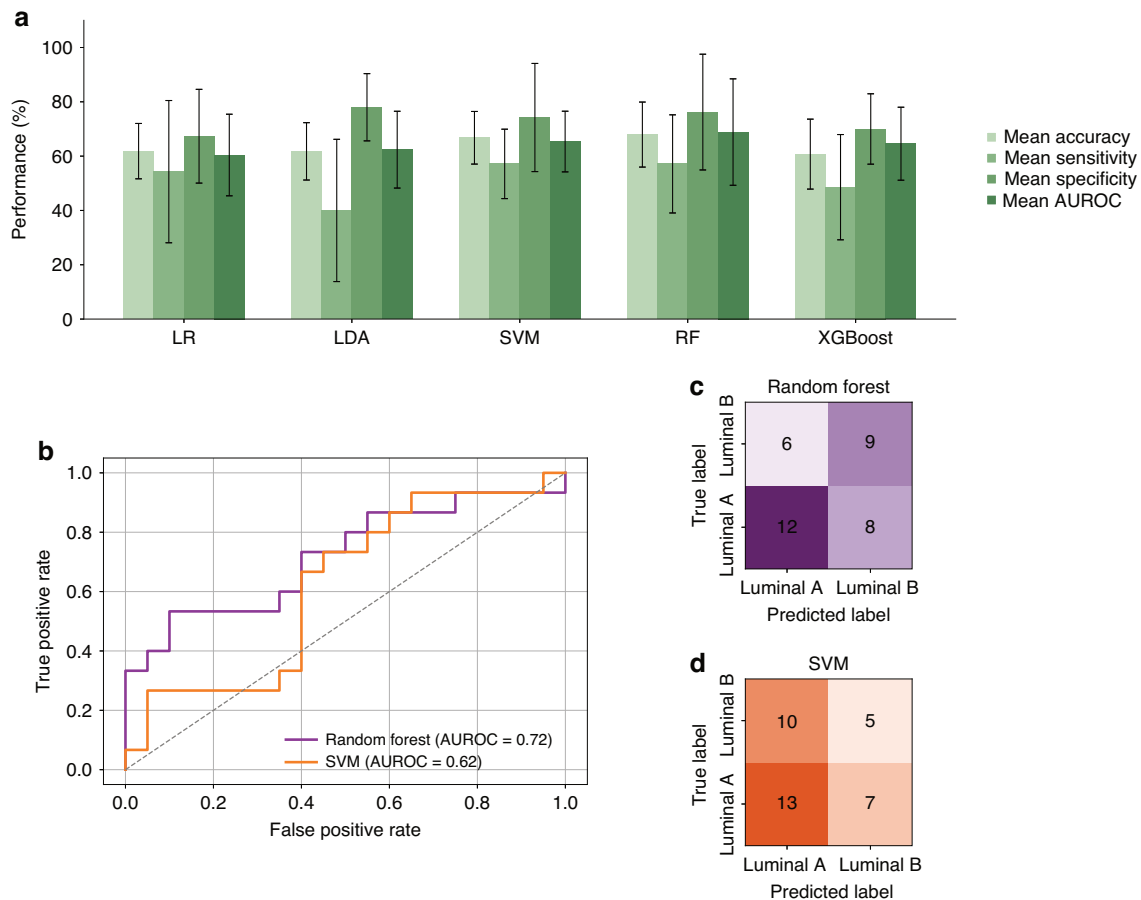 a
Performance (%)
100
80
60
40
20
0
LR
LDA
SVM
RF
XGBoost
Mean accuracy
Mean sensitivity
Mean specificity
Mean AUROC
b
True positive rate
1.0
0.8
0.6
0.4
0.2
0.0
Random forest (AUROC = 0.72)
SVM (AUROC = 0.62)
0.0
0.2
0.4
0.6
0.8
1.0
False positive rate
c
Random forest
True label
Luminal B
Luminal A
6
9
12
8
Luminal A
Luminal B
Predicted label
d
SVM
True label
Luminal B
Luminal A
10
5
13
7
Luminal A
Luminal B
Predicted label